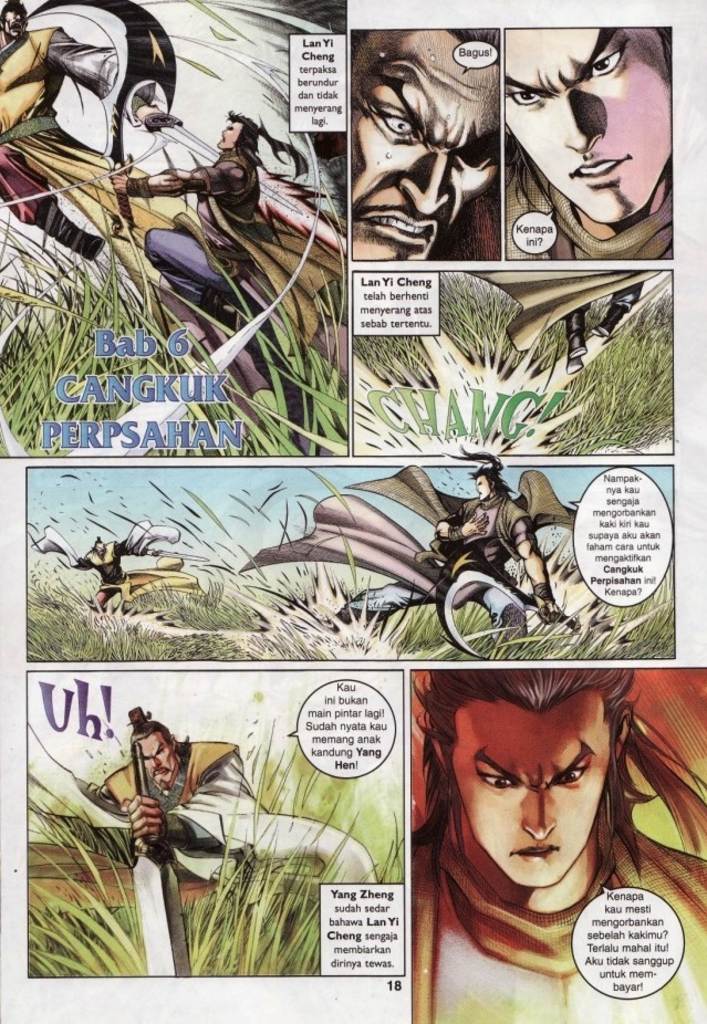 Lan Yi
Cheng
terpaksa
berundur
dan tidak
menyerang
lagi.
Bab 6
CANGKUK
PERPSAHAN
Bagus!
Kenapa
ini?
Lan Yi Cheng
telah berhenti
menyerang atas
sebab tertentu.
CHANG!
Nampak-
nya kau
sengaja
mengorbankan
kaki kiri kau
supaya aku akan
faham cara untuk
mengaktifkan
Cangkuk
Perpisahan ini!
Kenapa?
Uh!
Kau
ini bukan
main pintar lagi!
Sudah nyata kau
memang anak
kandung Yang
Hen!
Yang Zheng
sudah sedar
bahawa Lan Yi
Cheng sengaja
membiarkan
dirinya tewas.
Kenapa
kau mesti
mengorbankan
sebelah kakimu?
Terlalu mahal itu!
Aku tidak sanggup
untuk mem-
bayar!
18